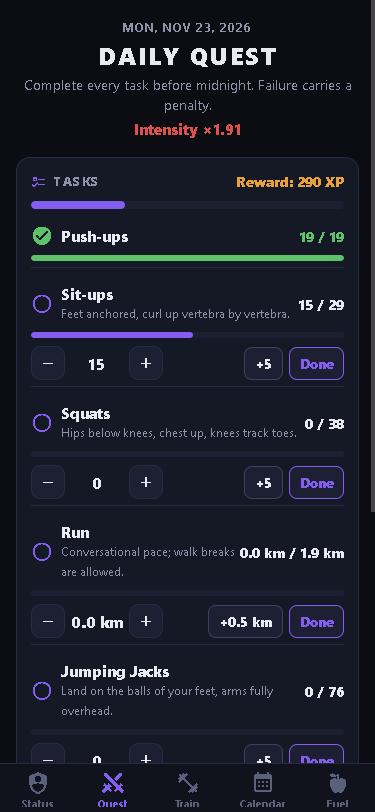 MON, NOV 23, 2026
DAILY QUEST
Complete every task before midnight. Failure carries a
penalty.
Intensity ×1.91
TASKS
Reward: 290 XP
Push-ups
19 / 19
Sit-ups
Feet anchored, curl up vertebra by vertebra.
15 / 29
− 15 + +5 Done
Squats
Hips below knees, chest up, knees track toes.
0 / 38
− 0 + +5 Done
Run
Conversational pace; walk breaks
are allowed.
0.0 km / 1.9 km
− 0.0 km + +0.5 km Done
Jumping Jacks
Land on the balls of your feet, arms fully
overhead.
0 / 76
− 0 + +5 Done
Status Quest Train Calendar Fuel